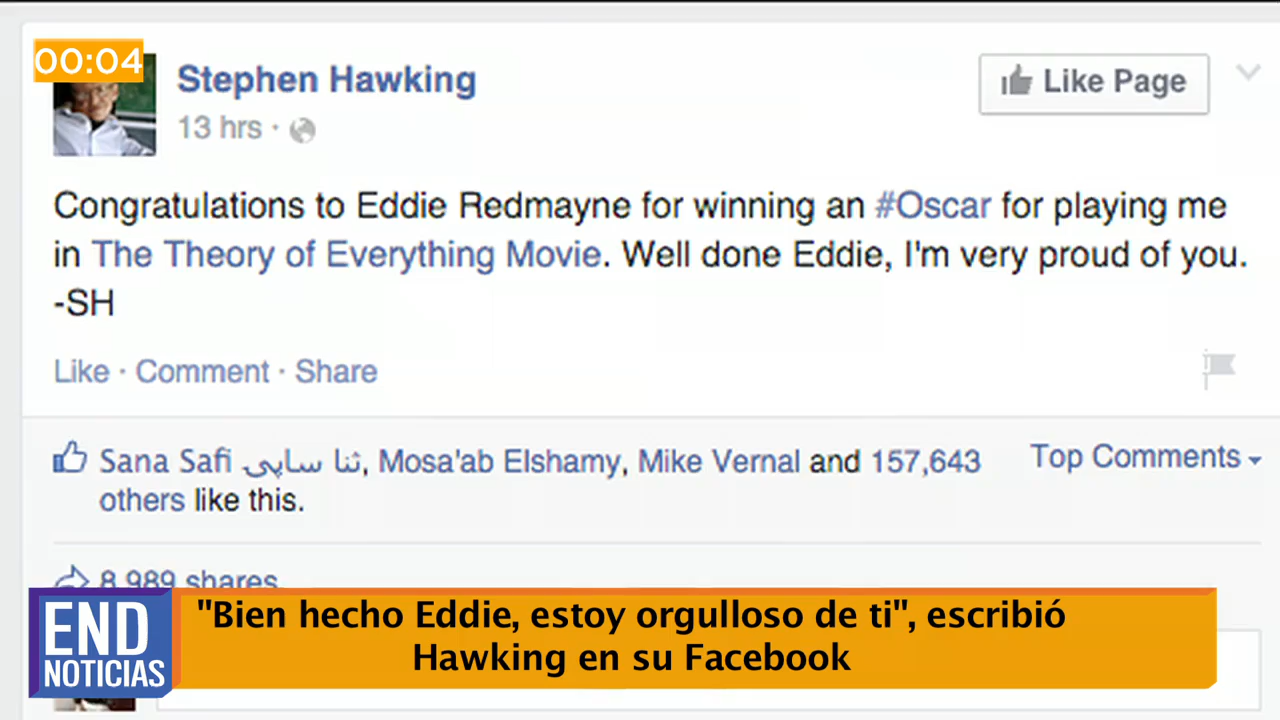 00:04
Stephen Hawking
Like Page
13 hrs ·
Congratulations to Eddie Redmayne for winning an #Oscar for playing me
in The Theory of Everything Movie. Well done Eddie, I'm very proud of you.
-SH
Like · Comment · Share
Sana Safi ثنا ساپی, Mosa'ab Elshamy, Mike Vernal and 157,643
others like this.
Top Comments
8,989 shares
"Bien hecho Eddie, estoy orgulloso de ti", escribió
Hawking en su Facebook
END
NOTICIAS